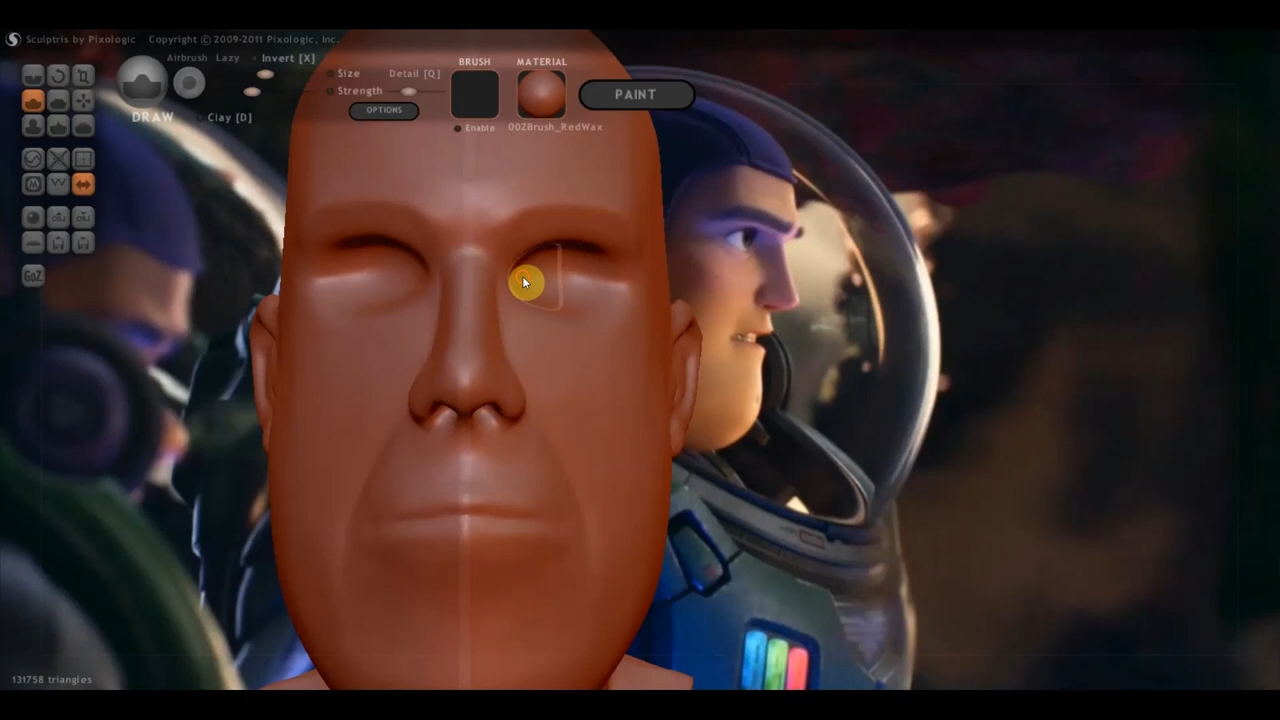 Sculptris by Pixologic Copyright © 2009-2011 Pixologic, Inc.
Airbrush Lazy Invert [X]
Size Detail [Q]
Strength
OPTIONS
DRAW Clay [D]
BRUSH MATERIAL
Enable 00ZBrush_RedWax
PAINT
GoZ
131758 triangles